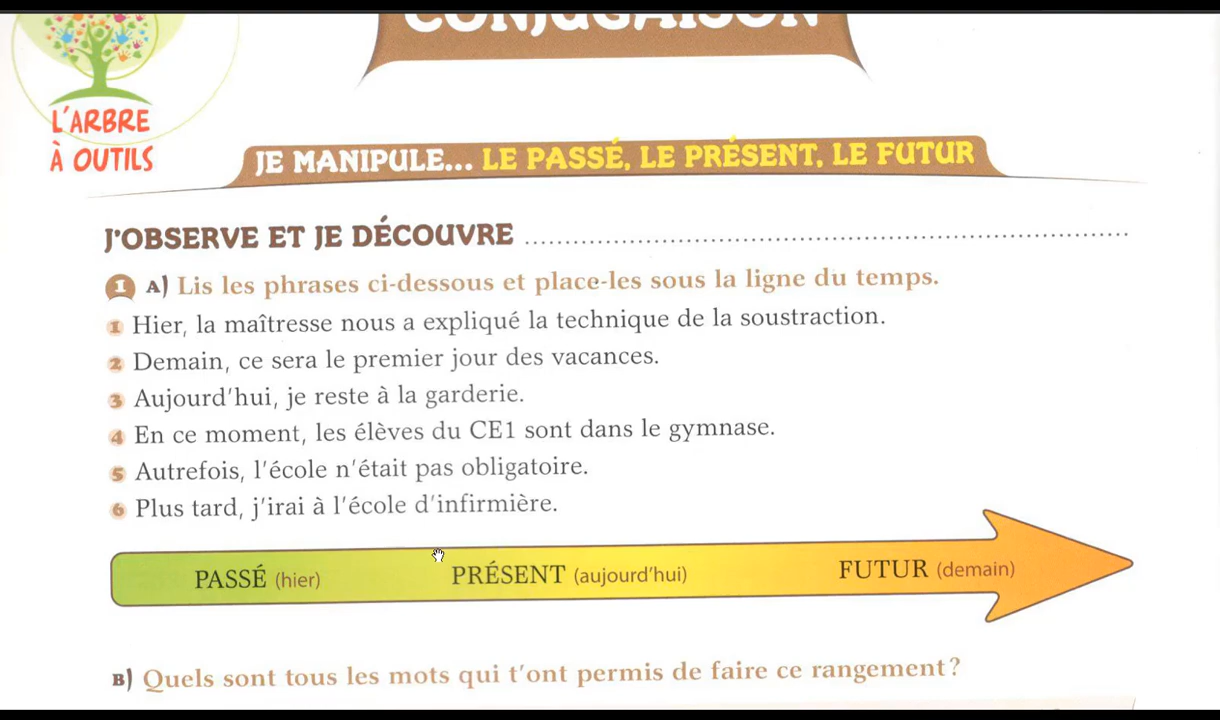 CONJUGAISON
L'ARBRE
À OUTILS
JE MANIPULE... LE PASSÉ, LE PRÉSENT, LE FUTUR
J'OBSERVE ET JE DÉCOUVRE
1 A) Lis les phrases ci-dessous et place-les sous la ligne du temps.
1 Hier, la maîtresse nous a expliqué la technique de la soustraction.
2 Demain, ce sera le premier jour des vacances.
3 Aujourd'hui, je reste à la garderie.
4 En ce moment, les élèves du CE1 sont dans le gymnase.
5 Autrefois, l'école n'était pas obligatoire.
6 Plus tard, j'irai à l'école d'infirmière.
PASSÉ (hier) PRÉSENT (aujourd'hui) FUTUR (demain)
B) Quels sont tous les mots qui t'ont permis de faire ce rangement ?